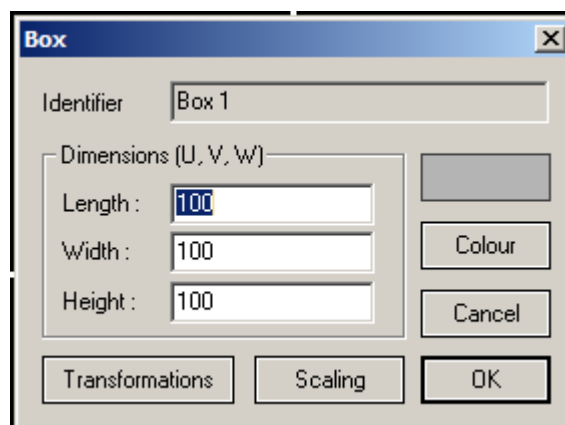 Box
Identifier Box 1
Dimensions (U, V, W)
Length : 100
Width : 100
Height : 100
Colour
Cancel
Transformations Scaling OK